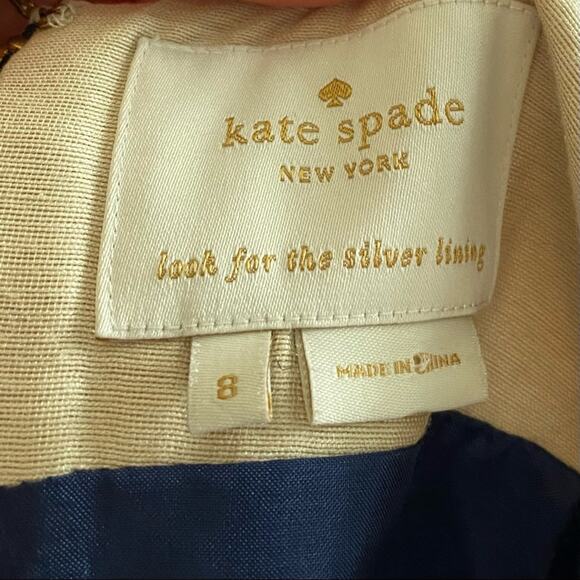 kate spade
NEW YORK
look for the silver lining
8
MADE IN CHINA